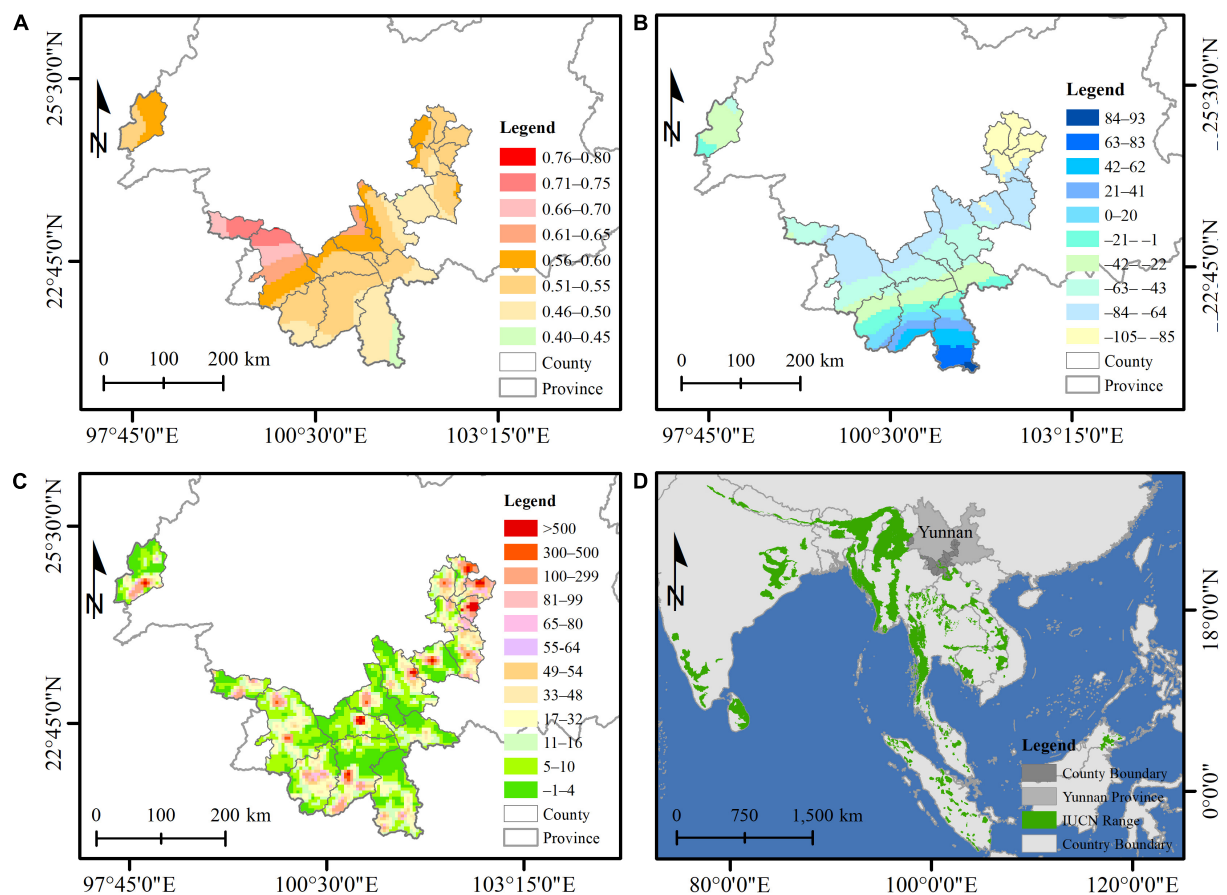 A
25°30'0"N
22°45'0"N
N
Legend
0.76–0.80
0.71–0.75
0.66–0.70
0.61–0.65
0.56–0.60
0.51–0.55
0.46–0.50
0.40–0.45
County
Province
0 100 200 km
97°45'0"E 100°30'0"E 103°15'0"E
B
25°30'0"N
22°45'0"N
N
Legend
84–93
63–83
42–62
21–41
0–20
–21– –1
–42– –22
–63– –43
–84– –64
–105– –85
County
Province
0 100 200 km
97°45'0"E 100°30'0"E 103°15'0"E
C
25°30'0"N
22°45'0"N
N
Legend
>500
300–500
100–299
81–99
65–80
55-64
49–54
33–48
17–32
11–16
5–10
–1–4
County
Province
0 100 200 km
97°45'0"E 100°30'0"E 103°15'0"E
D
Yunnan
N
18°0'0"N
0°0'0"
Legend
County Boundary
Yunnan Province
IUCN Range
Country Boundary
0 750 1,500 km
80°0'0"E 100°0'0"E 120°0'0"E